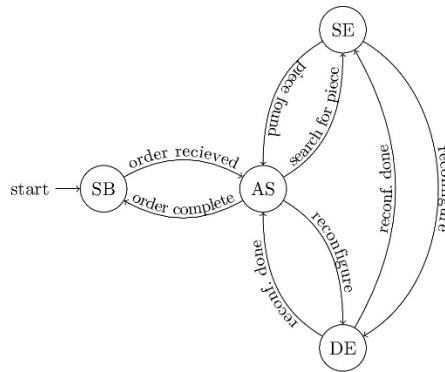 SE
piece found
search for piece
order recieved
start
SB
AS
order complete
reconfigure
reconf. done
reconf. done
reconfigure
DE